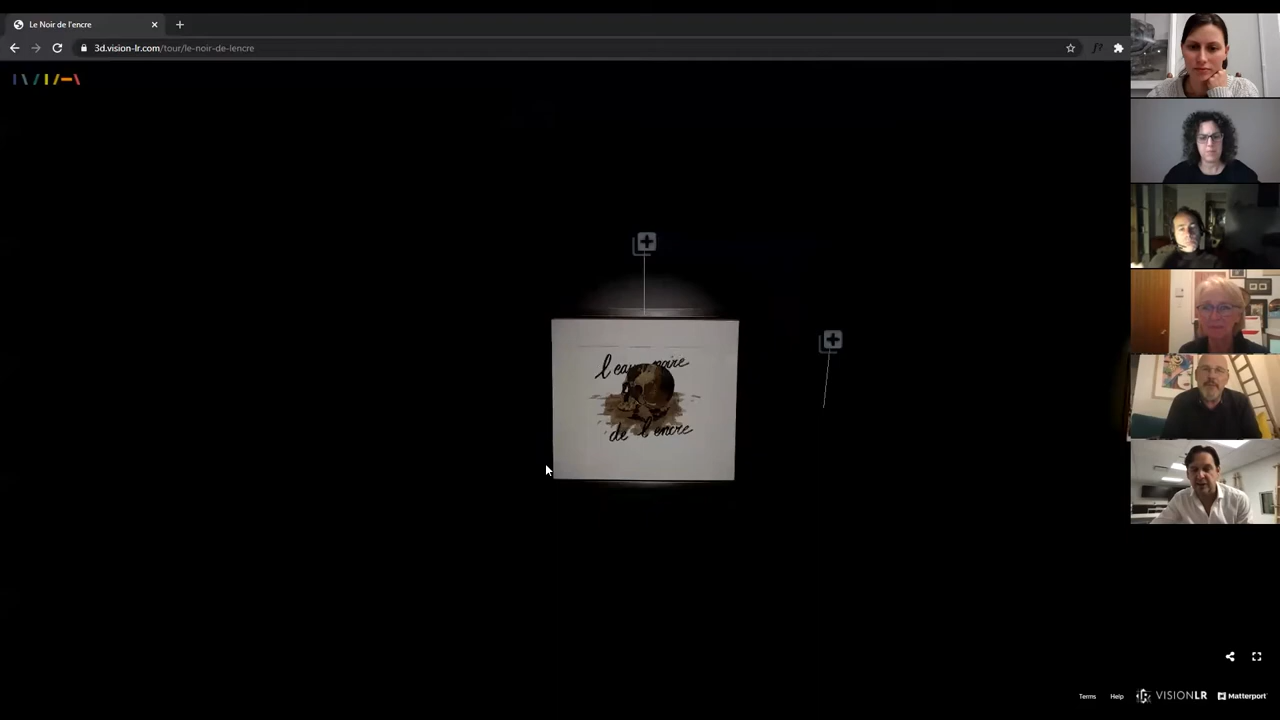 Le Noir de l'encre
3d.vision-lr.com/tour/le-noir-de-lencre
f?
noire
de l'encre
Terms
Help
VISIONLR
Matterport